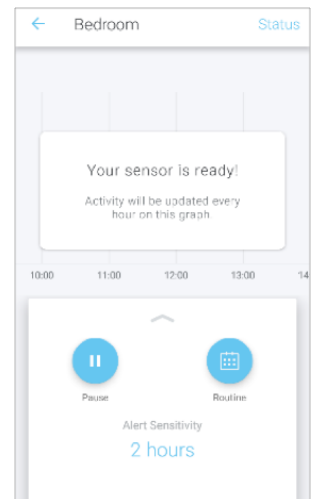 Bedroom Status
Your sensor is ready!
Activity will be updated every
hour on this graph.
10:00 11:00 12:00 13:00 14
Pause Routine
Alert Sensitivity
2 hours